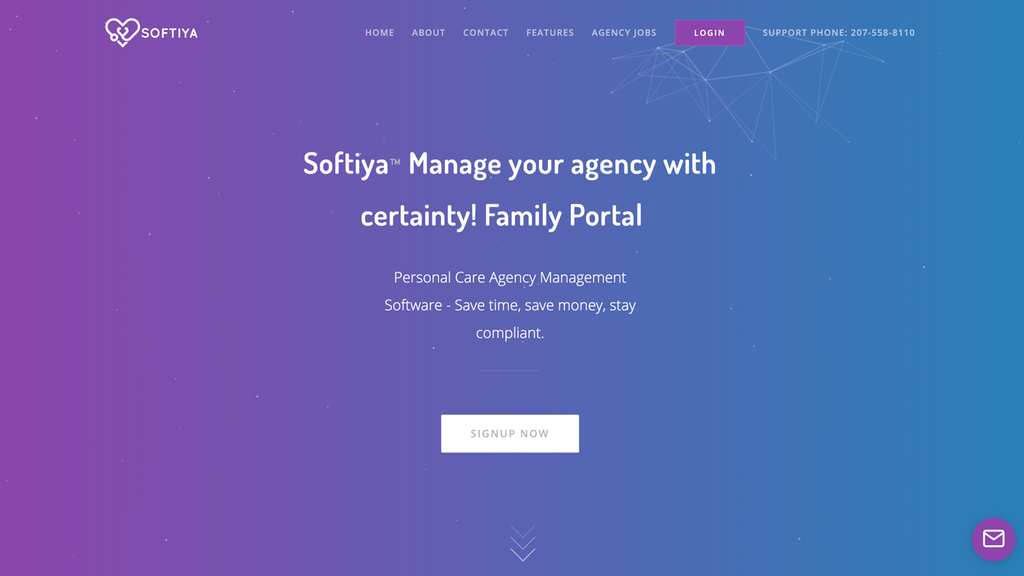 SOFTIYA
HOME ABOUT CONTACT FEATURES AGENCY JOBS LOGIN SUPPORT PHONE: 207-558-8110
Softiya™ Manage your agency with
certainty! Family Portal
Personal Care Agency Management
Software - Save time, save money, stay
compliant.
SIGNUP NOW